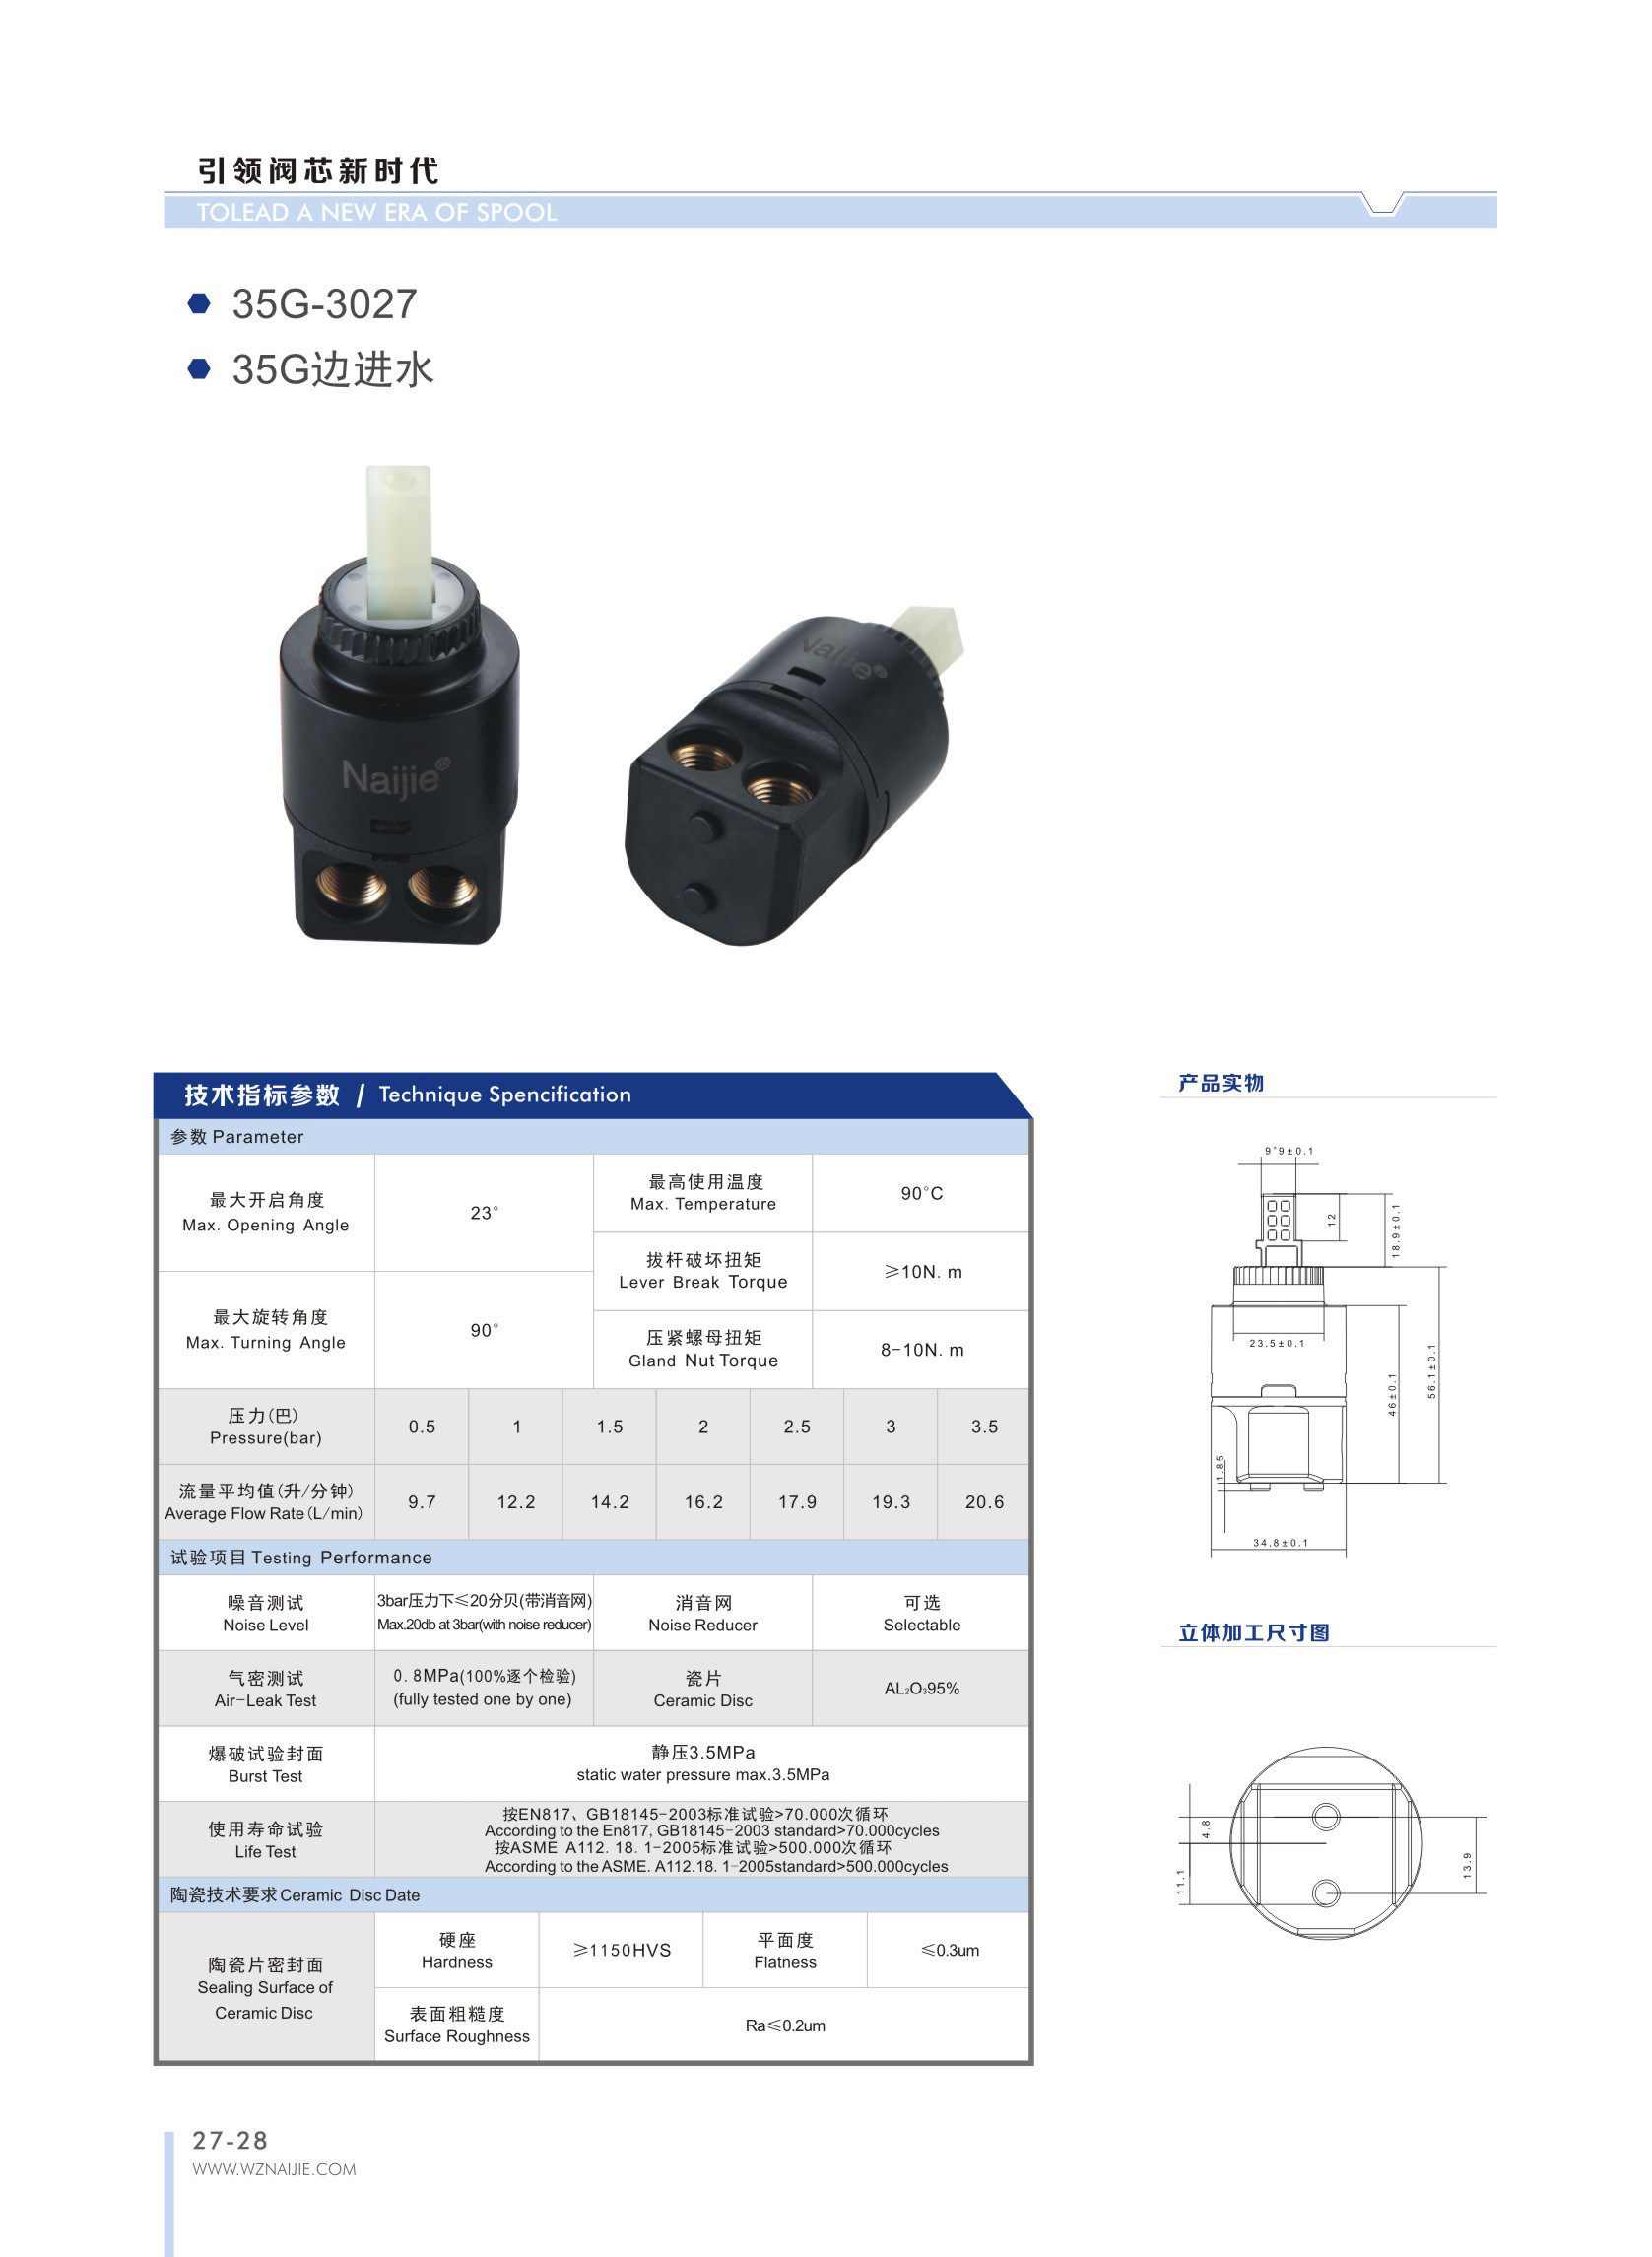 引领阀芯新时代
TOLEAD A NEW ERA OF SPOOL
35G-3027
35G边进水
Naijie®
Naijie®
技术指标参数 / Technique Spencification
参数 Parameter
最大开启角度
Max. Opening Angle
23°
最高使用温度
Max. Temperature
90°C
拔杆破坏扭矩
Lever Break Torque
≥10N. m
最大旋转角度
Max. Turning Angle
90°
压紧螺母扭矩
Gland Nut Torque
8-10N. m
压力(巴)
Pressure(bar)
0.5 1 1.5 2 2.5 3 3.5
流量平均值(升/分钟)
Average Flow Rate(L/min)
9.7 12.2 14.2 16.2 17.9 19.3 20.6
试验项目 Testing Performance
噪音测试
Noise Level
3bar压力下≤20分贝(带消音网)
Max.20db at 3bar(with noise reducer)
消音网
Noise Reducer
可选
Selectable
气密测试
Air-Leak Test
0. 8MPa(100%逐个检验)
(fully tested one by one)
瓷片
Ceramic Disc
AL₂O₃95%
爆破试验封面
Burst Test
静压3.5MPa
static water pressure max.3.5MPa
使用寿命试验
Life Test
按EN817、GB18145-2003标准试验>70.000次循环
According to the En817, GB18145-2003 standard>70.000cycles
按ASME A112. 18. 1-2005标准试验>500.000次循环
According to the ASME. A112.18. 1-2005standard>500.000cycles
陶瓷技术要求 Ceramic Disc Date
陶瓷片密封面
Sealing Surface of
Ceramic Disc
硬座
Hardness
≥1150HVS
平面度
Flatness
≤0.3um
表面粗糙度
Surface Roughness
Ra≤0.2um
产品实物
9*9±0.1
12
18.9±0.1
23.5±0.1
46±0.1
56.1±0.1
1.85
34.8±0.1
立体加工尺寸图
4.8
11.1
13.9
27-28
WWW.WZNAIJIE.COM